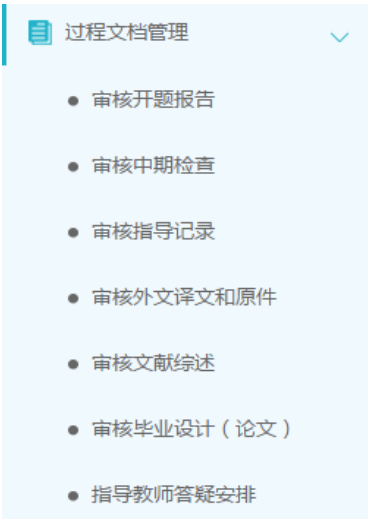 过程文档管理
审核开题报告
审核中期检查
审核指导记录
审核外文译文和原件
审核文献综述
审核毕业设计（论文）
指导教师答疑安排